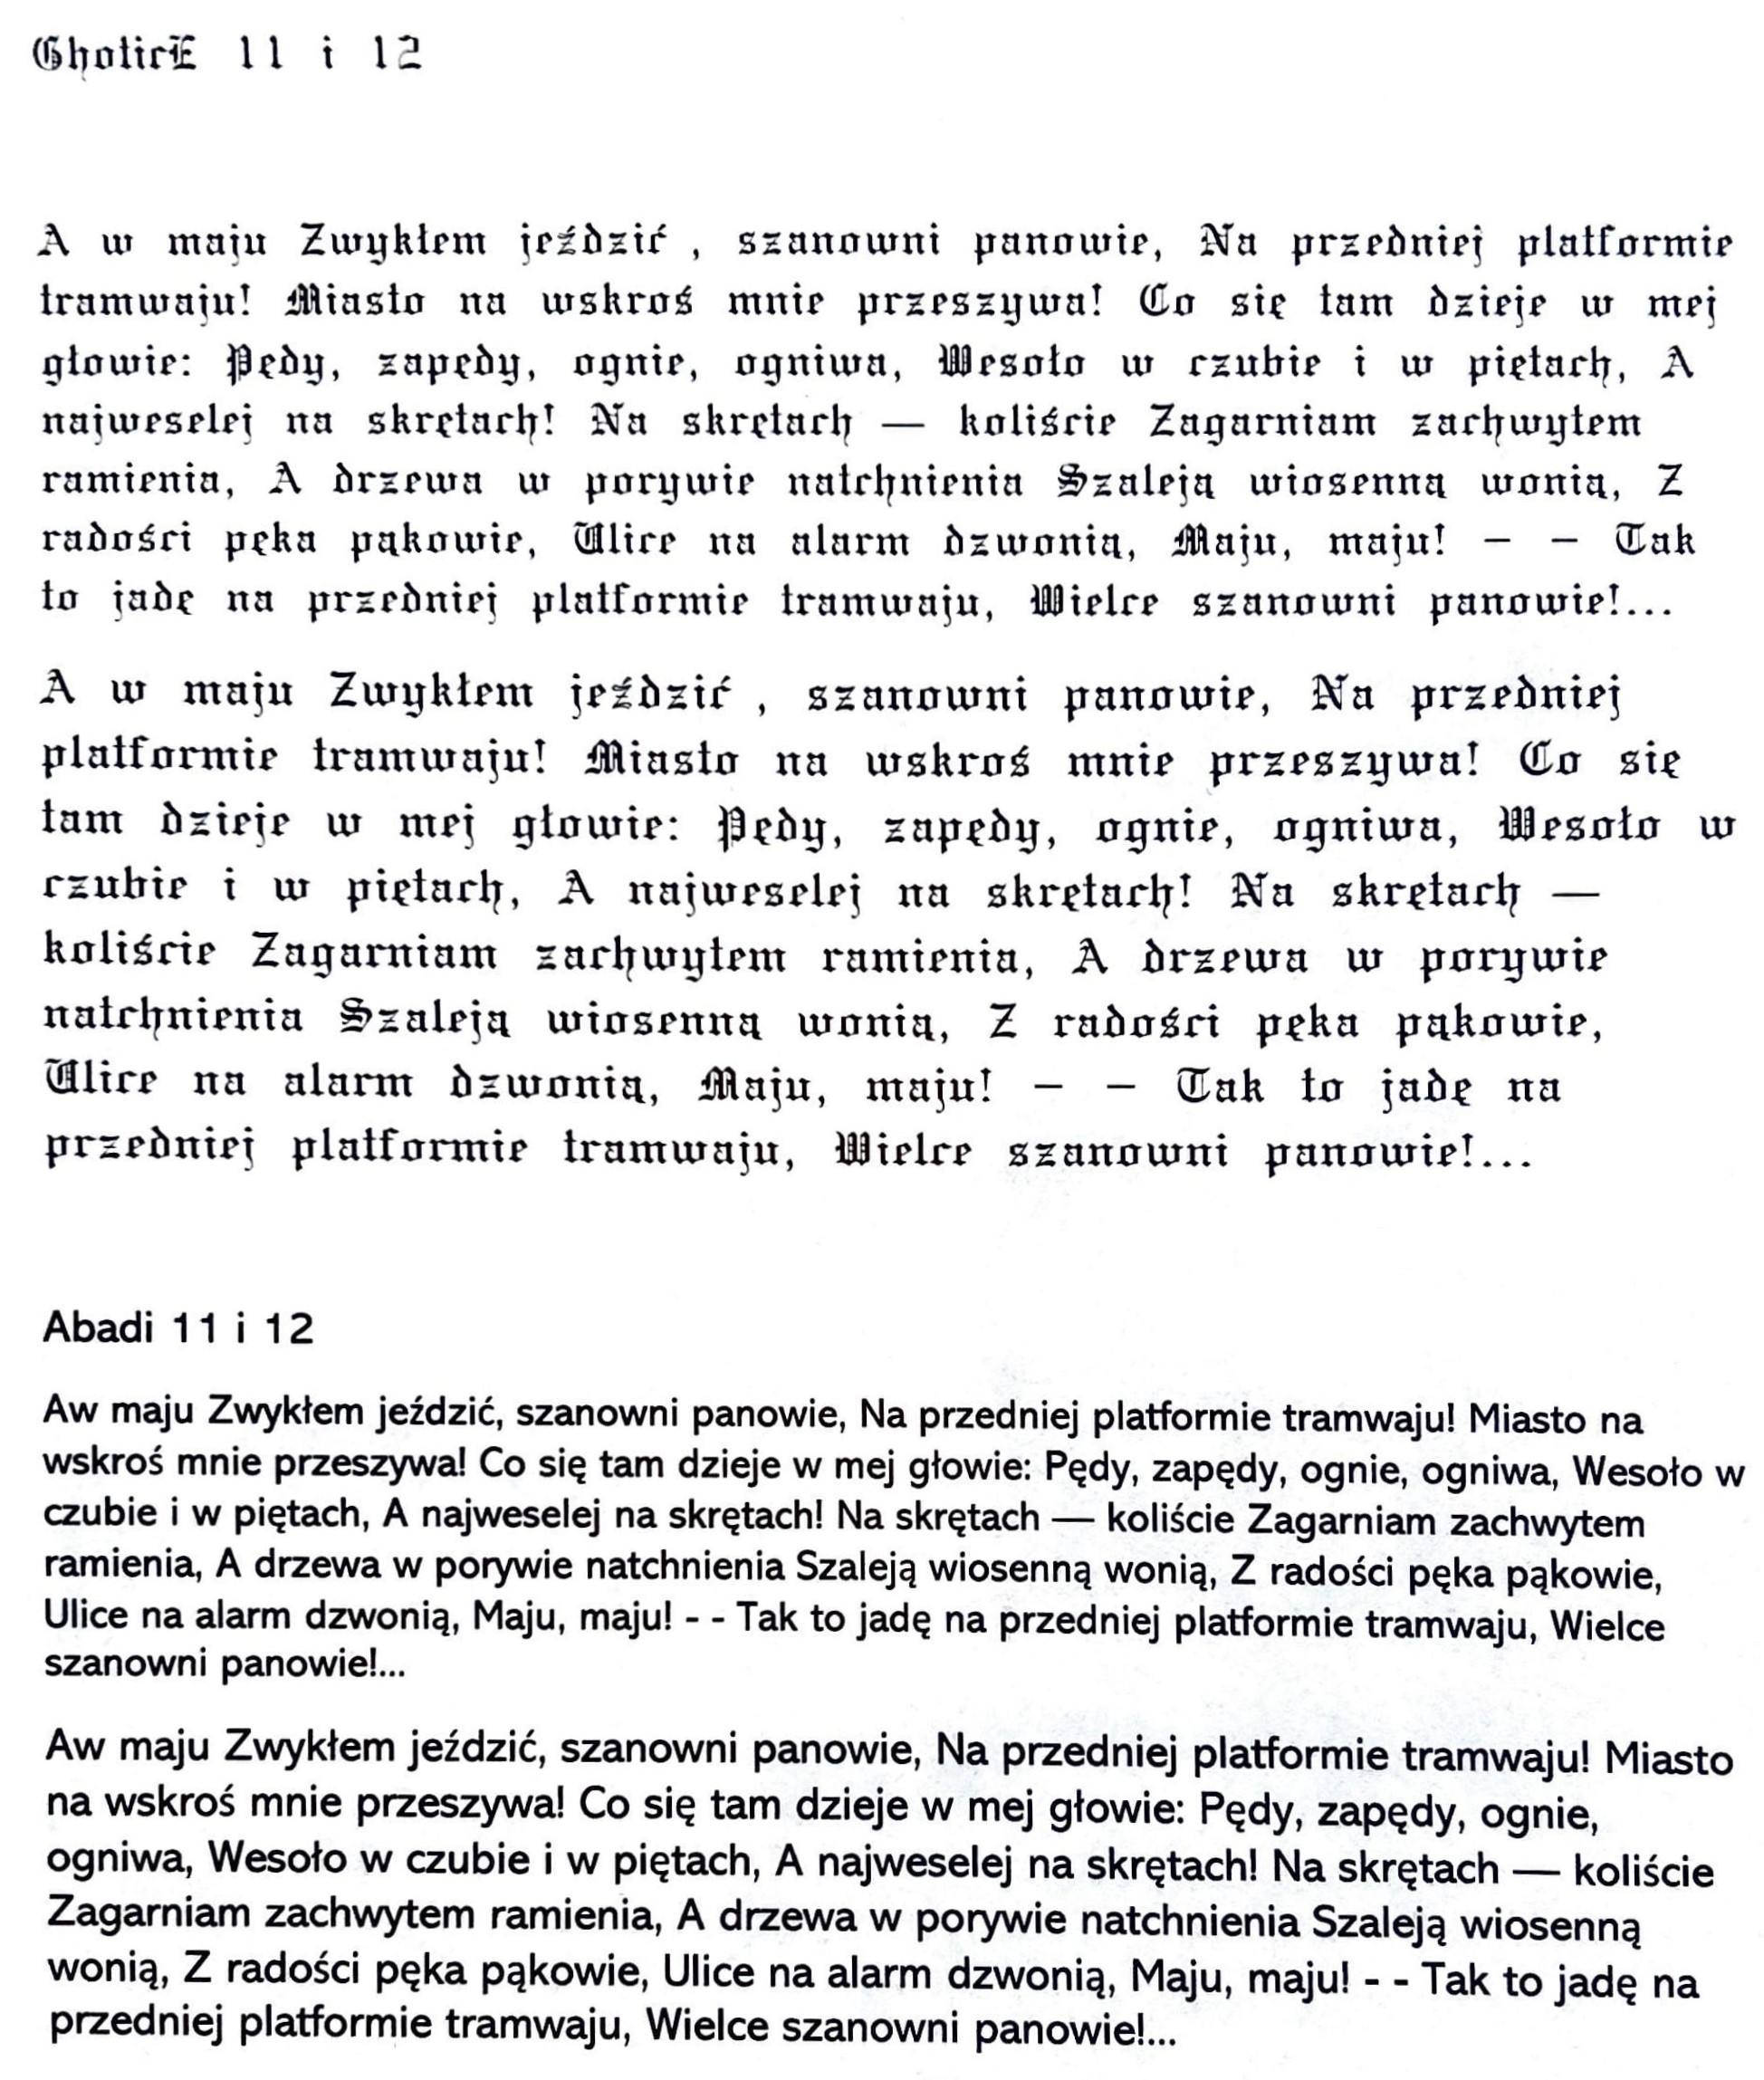 GhoticE 11 i 12
A w maju Zwykłem jeździć , szanowni panowie, Na przedniej platformie
tramwaju! Miasto na wskroś mnie przeszywa! Co się tam dzieje w mej
głowie: Pędy, zapędy, ognie, ogniwa, Wesoło w czubie i w piętach, A
najweselej na skrętach! Na skrętach — koliście Zagarniam zachwytem
ramienia, A drzewa w porywie natchnienia Szaleją wiosenną wonią, Z
radości pęka pąkowie, Ulice na alarm dzwonią, Maju, maju! – – Tak
to jadę na przedniej platformie tramwaju, Wielce szanowni panowie!...
A w maju Zwykłem jeździć , szanowni panowie, Na przedniej
platformie tramwaju! Miasto na wskroś mnie przeszywa! Co się
tam dzieje w mej głowie: Pędy, zapędy, ognie, ogniwa, Wesoło w
czubie i w piętach, A najweselej na skrętach! Na skrętach —
koliście Zagarniam zachwytem ramienia, A drzewa w porywie
natchnienia Szaleją wiosenną wonią, Z radości pęka pąkowie,
Ulice na alarm dzwonią, Maju, maju! – – Tak to jadę na
przedniej platformie tramwaju, Wielce szanowni panowie!...
Abadi 11 i 12
Aw maju Zwykłem jeździć, szanowni panowie, Na przedniej platformie tramwaju! Miasto na
wskroś mnie przeszywa! Co się tam dzieje w mej głowie: Pędy, zapędy, ognie, ogniwa, Wesoło w
czubie i w piętach, A najweselej na skrętach! Na skrętach — koliście Zagarniam zachwytem
ramienia, A drzewa w porywie natchnienia Szaleją wiosenną wonią, Z radości pęka pąkowie,
Ulice na alarm dzwonią, Maju, maju! - - Tak to jadę na przedniej platformie tramwaju, Wielce
szanowni panowie!...
Aw maju Zwykłem jeździć, szanowni panowie, Na przedniej platformie tramwaju! Miasto
na wskroś mnie przeszywa! Co się tam dzieje w mej głowie: Pędy, zapędy, ognie,
ogniwa, Wesoło w czubie i w piętach, A najweselej na skrętach! Na skrętach — koliście
Zagarniam zachwytem ramienia, A drzewa w porywie natchnienia Szaleją wiosenną
wonią, Z radości pęka pąkowie, Ulice na alarm dzwonią, Maju, maju! - - Tak to jadę na
przedniej platformie tramwaju, Wielce szanowni panowie!...